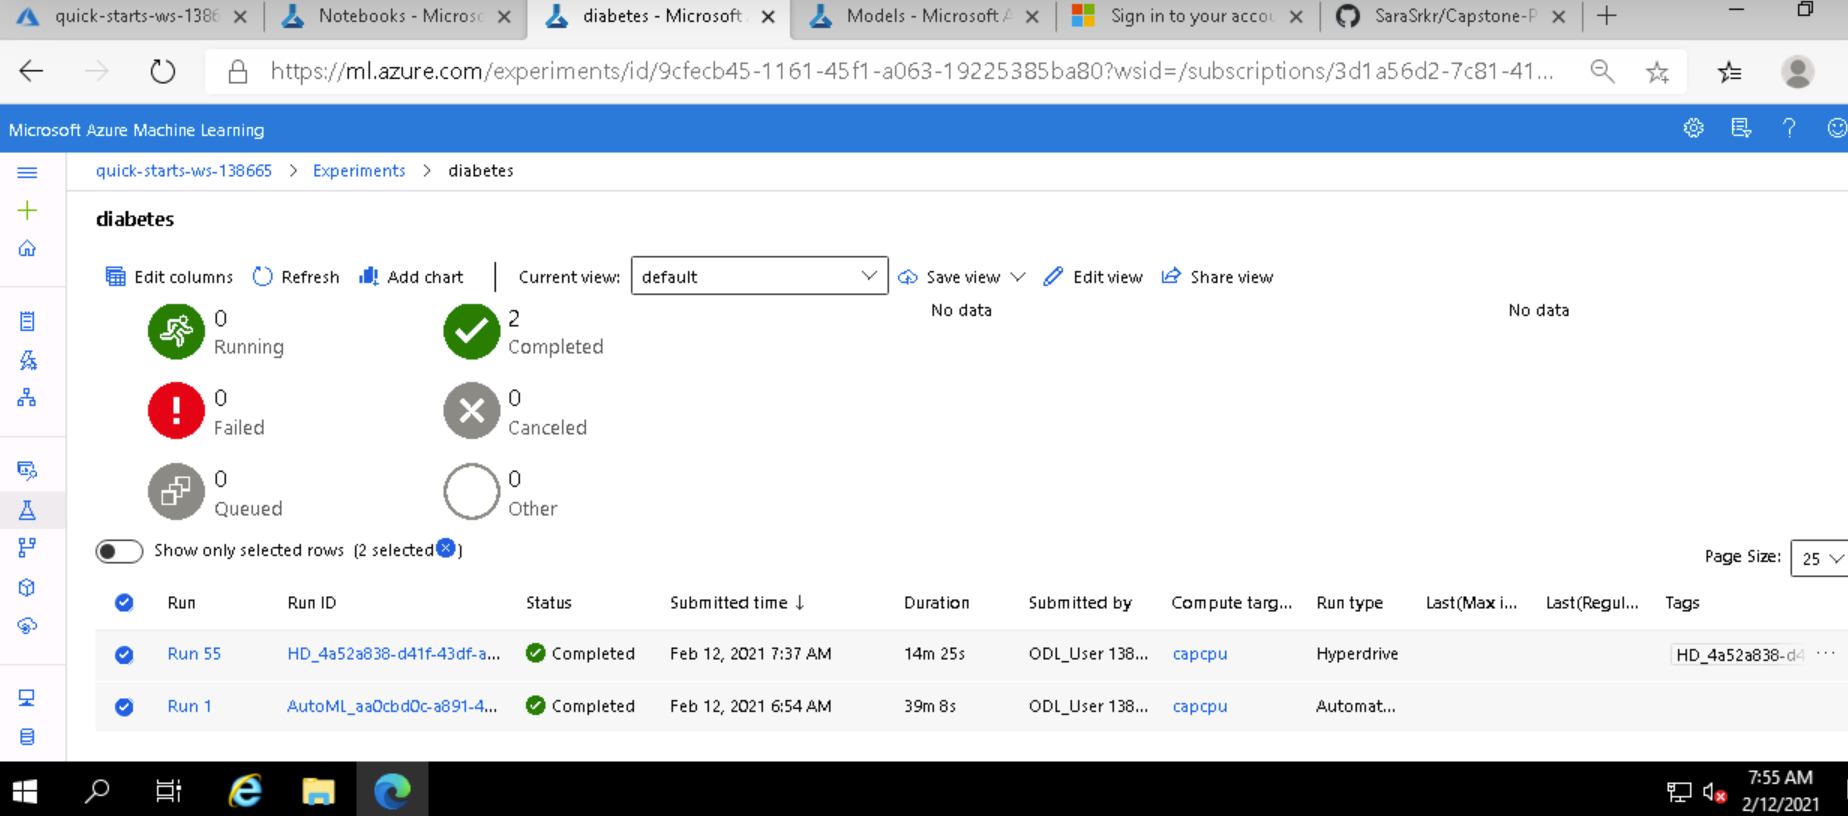 quick-starts-ws-1386
Notebooks - Microsc
diabetes - Microsoft
Models - Microsoft A
Sign in to your accou
SaraSrkr/Capstone-P
https://ml.azure.com/experiments/id/9cfecb45-1161-45f1-a063-19225385ba80?wsid=/subscriptions/3d1a56d2-7c81-41...
Microsoft Azure Machine Learning
quick-starts-ws-138665 > Experiments > diabetes
diabetes
Edit columns Refresh Add chart Current view: default Save view Edit view Share view
No data No data
0 2
Running Completed
0 0
Failed Canceled
0 0
Queued Other
Show only selected rows (2 selected )
Page Size: 25
Run Run ID Status Submitted time ↓ Duration Submitted by Compute targ... Run type Last(Max i... Last(Regul... Tags
Run 55 HD_4a52a838-d41f-43df-a... Completed Feb 12, 2021 7:37 AM 14m 25s ODL_User 138... capcpu Hyperdrive HD_4a52a838-d4 ...
Run 1 AutoML_aa0cbd0c-a891-4... Completed Feb 12, 2021 6:54 AM 39m 8s ODL_User 138... capcpu Automat...
7:55 AM
2/12/2021